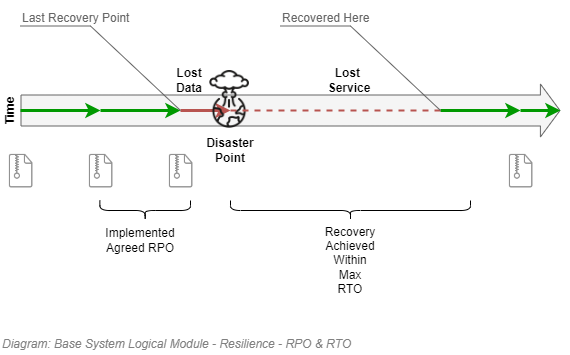 Last Recovery Point
Recovered Here
Lost
Data
Lost
Service
Time
Disaster
Point
Implemented
Agreed RPO
Recovery
Achieved
Within
Max
RTO
Diagram: Base System Logical Module - Resilience - RPO & RTO